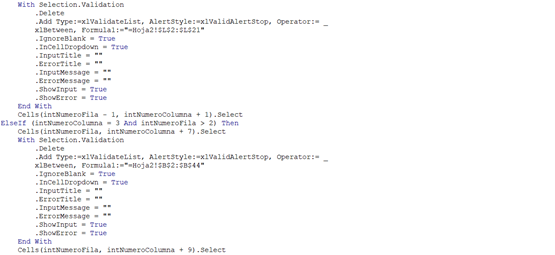 With Selection.Validation
.Delete
.Add Type:=xlValidateList, AlertStyle:=xlValidAlertStop, Operator:= _
xlBetween, Formula1:="=Hoja2!$L$2:$L$21"
.IgnoreBlank = True
.InCellDropdown = True
.InputTitle = ""
.ErrorTitle = ""
.InputMessage = ""
.ErrorMessage = ""
.ShowInput = True
.ShowError = True
End With
Cells(intNumeroFila - 1, intNumeroColumna + 1).Select
ElseIf (intNumeroColumna = 3 And intNumeroFila > 2) Then
Cells(intNumeroFila, intNumeroColumna + 7).Select
With Selection.Validation
.Delete
.Add Type:=xlValidateList, AlertStyle:=xlValidAlertStop, Operator:= _
xlBetween, Formula1:="=Hoja2!$B$2:$B$44"
.IgnoreBlank = True
.InCellDropdown = True
.InputTitle = ""
.ErrorTitle = ""
.InputMessage = ""
.ErrorMessage = ""
.ShowInput = True
.ShowError = True
End With
Cells(intNumeroFila, intNumeroColumna + 9).Select